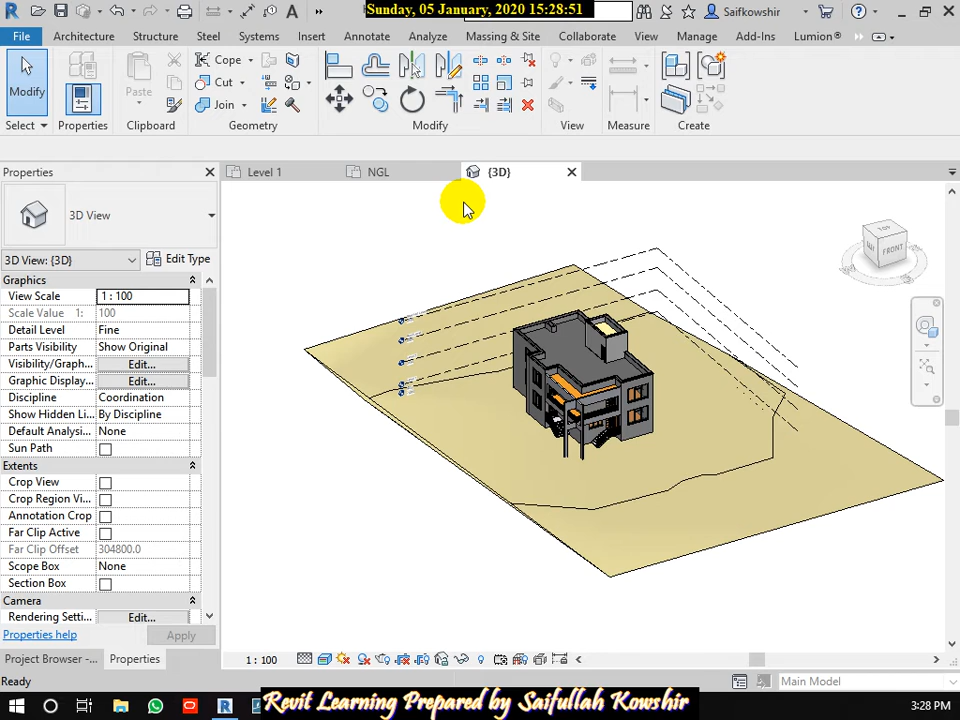 Sunday, 05 January, 2020 15:28:51
Saifkowshir
File Architecture Structure Steel Systems Insert Annotate Analyze Massing & Site Collaborate View Manage Add-Ins Lumion®
Modify
Paste
Cope
Cut
Join
Select Properties Clipboard Geometry Modify View Measure Create
Properties
Level 1
NGL
{3D}
3D View
3D View: {3D} Edit Type
Graphics
View Scale 1 : 100
Scale Value 1: 100
Detail Level Fine
Parts Visibility Show Original
Visibility/Graph... Edit...
Graphic Display... Edit...
Discipline Coordination
Show Hidden Li... By Discipline
Default Analysi... None
Sun Path
Extents
Crop View
Crop Region Vi...
Annotation Crop
Far Clip Active
Far Clip Offset 304800.0
Scope Box None
Section Box
Camera
Rendering Setti... Edit...
Properties help Apply
Project Browser -... Properties
1 : 100
Ready
Main Model
TOP
FRONT
Revit Learning Prepared by Saifullah Kowshir
3:28 PM